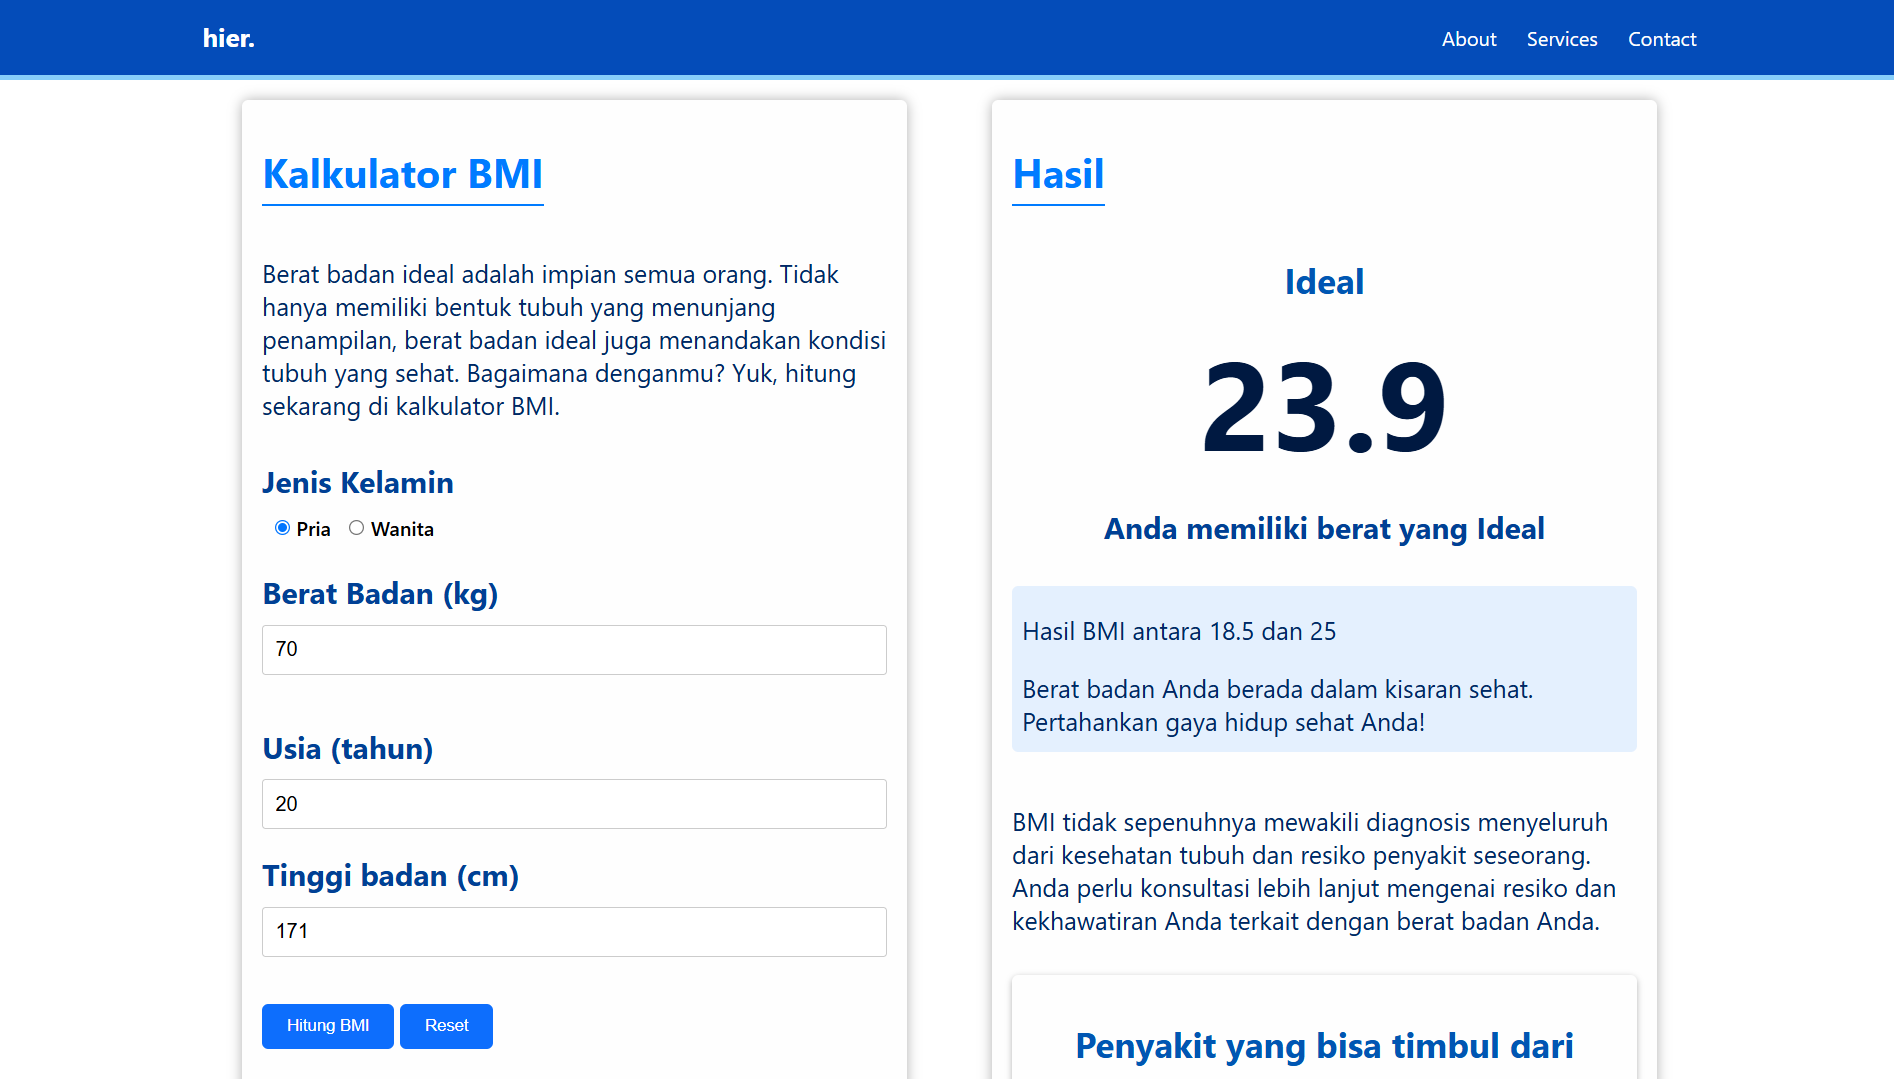 hier.
About Services Contact
Kalkulator BMI
Berat badan ideal adalah impian semua orang. Tidak
hanya memiliki bentuk tubuh yang menunjang
penampilan, berat badan ideal juga menandakan kondisi
tubuh yang sehat. Bagaimana denganmu? Yuk, hitung
sekarang di kalkulator BMI.
Jenis Kelamin
Pria Wanita
Berat Badan (kg)
70
Usia (tahun)
20
Tinggi badan (cm)
171
Hitung BMI Reset
Hasil
Ideal
23.9
Anda memiliki berat yang Ideal
Hasil BMI antara 18.5 dan 25
Berat badan Anda berada dalam kisaran sehat.
Pertahankan gaya hidup sehat Anda!
BMI tidak sepenuhnya mewakili diagnosis menyeluruh
dari kesehatan tubuh dan resiko penyakit seseorang.
Anda perlu konsultasi lebih lanjut mengenai resiko dan
kekhawatiran Anda terkait dengan berat badan Anda.
Penyakit yang bisa timbul dari